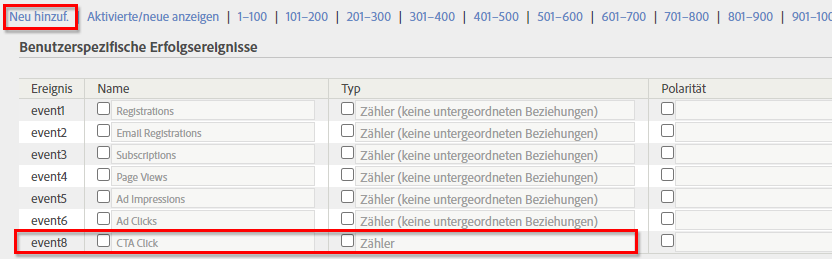 Neu hinzuf. Aktivierte/neue anzeigen | 1–100 | 101–200 | 201–300 | 301–400 | 401–500 | 501–600 | 601–700 | 701–800 | 801–900 | 901–100
Benutzerspezifische Erfolgsereignisse
Ereignis Name Typ Polarität
event1 Registrations Zähler (keine untergeordneten Beziehungen)
event2 Email Registrations Zähler (keine untergeordneten Beziehungen)
event3 Subscriptions Zähler (keine untergeordneten Beziehungen)
event4 Page Views Zähler (keine untergeordneten Beziehungen)
event5 Ad Impressions Zähler (keine untergeordneten Beziehungen)
event6 Ad Clicks Zähler (keine untergeordneten Beziehungen)
event8 CTA Click Zähler